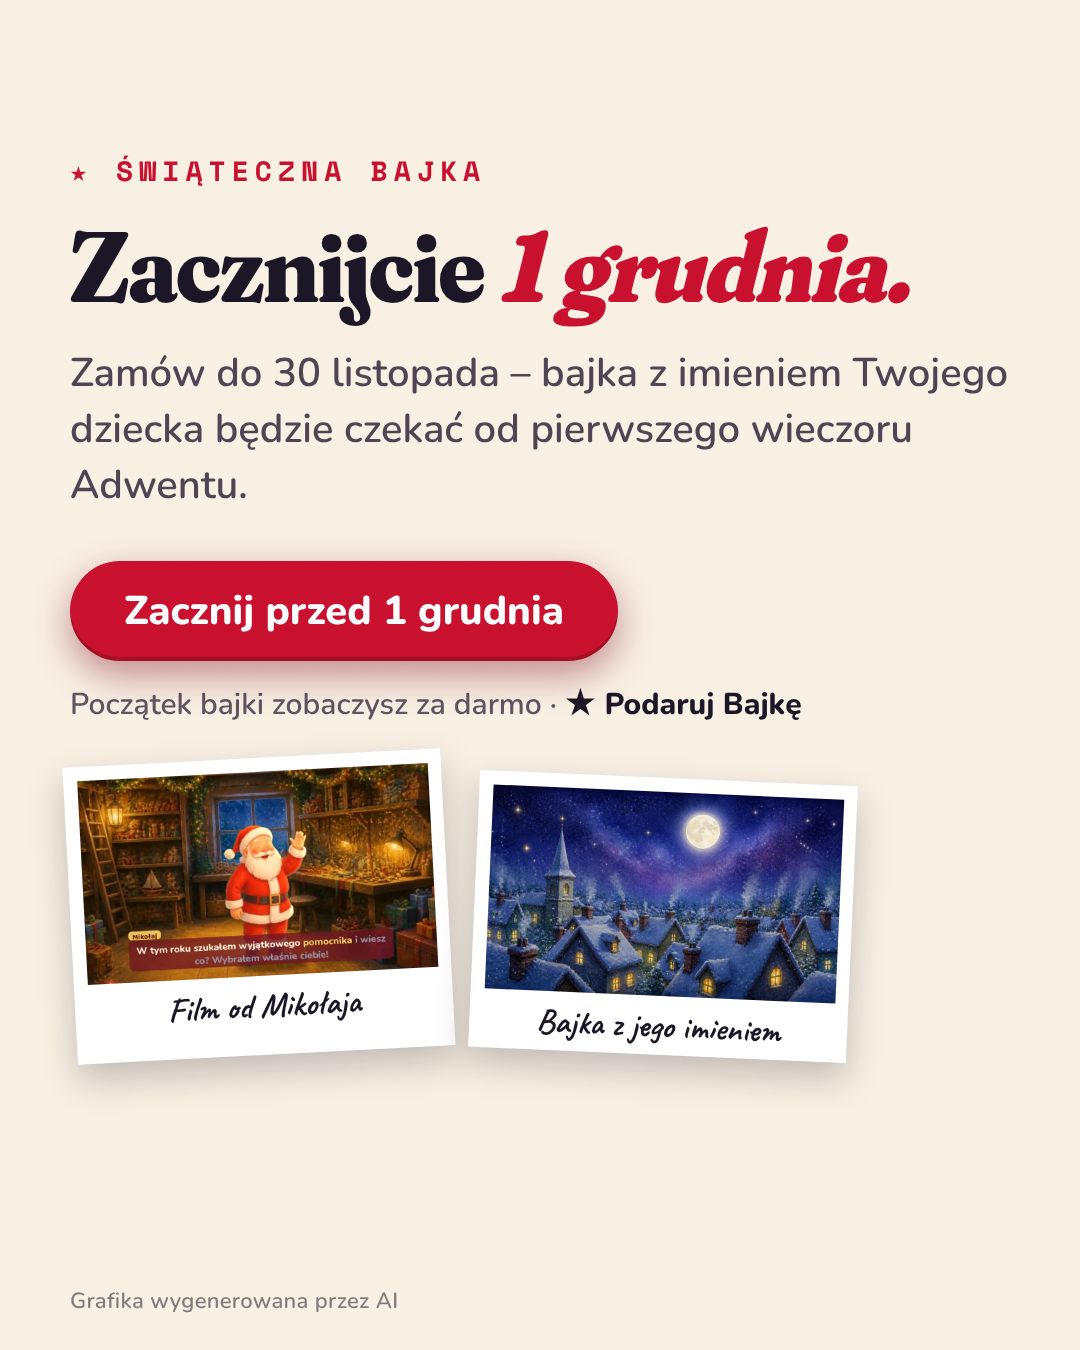 ★ ŚWIĄTECZNA BAJKA
Zacznijcie 1 grudnia.
Zamów do 30 listopada – bajka z imieniem Twojego
dziecka będzie czekać od pierwszego wieczoru
Adwentu.
Zacznij przed 1 grudnia
Początek bajki zobaczysz za darmo · ★ Podaruj Bajkę
Mikołaj
W tym roku szukałem wyjątkowego pomocnika i wiesz
co? Wybrałem właśnie ciebie!
Film od Mikołaja
Bajka z jego imieniem
Grafika wygenerowana przez AI